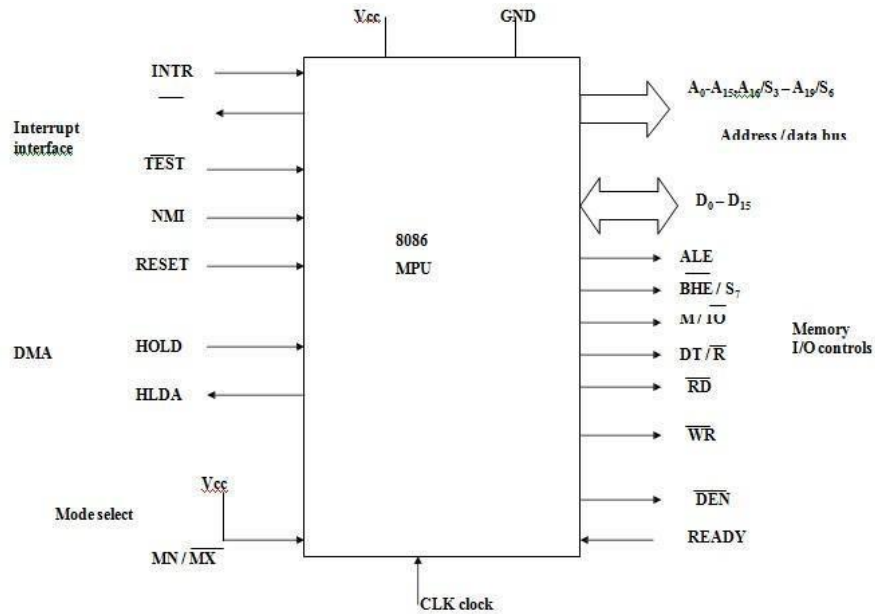 Vcc
GND
INTR
Interrupt
interface
TEST
NMI
RESET
DMA
HOLD
HLDA
Vcc
Mode select
MN / MX
8086
MPU
CLK clock
A0-A15,A16/S3 – A19/S6
Address / data bus
D0 – D15
ALE
BHE / S7
M / IO
DT / R
RD
WR
DEN
READY
Memory
I/O controls